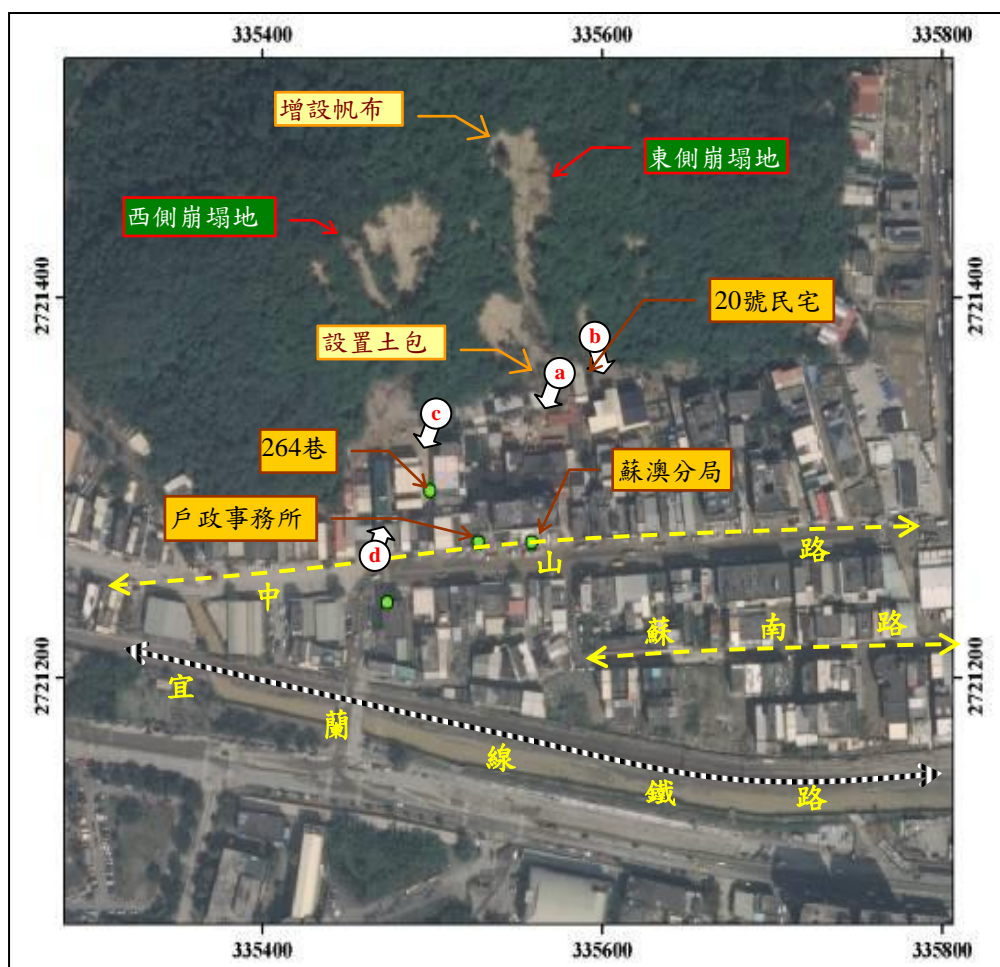 335400
335600
335800
增設帆布
東側崩塌地
西側崩塌地
2721400
2721400
20號民宅
設置土包
b
a
c
264巷
蘇澳分局
戶政事務所
d
中山路
蘇南路
2721200
2721200
宜蘭線鐵路
335400
335600
335800